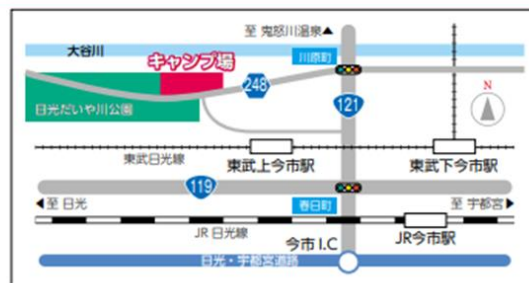 至 鬼怒川温泉▲
大谷川
川原町
キャンプ場
248
121
N
日光だいや川公園
東武日光線
東武上今市駅
東武下今市駅
119
◀至 日光
春日町
至 宇都宮▶
JR日光線
今市 I.C
JR今市駅
日光・宇都宮道路